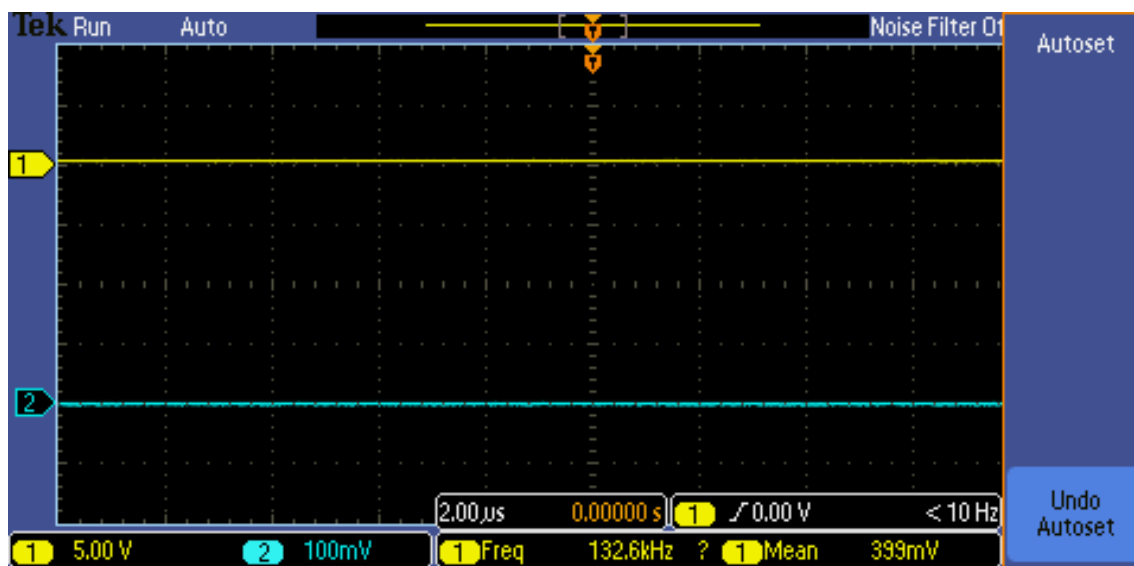 Tek Run Auto Noise Filter Of
Autoset
T
T
1
2
2.00µs 0.00000 s 1 / 0.00 V < 10 Hz
1 5.00 V 2 100mV 1 Freq 132.6kHz ? 1 Mean 399mV
Undo
Autoset